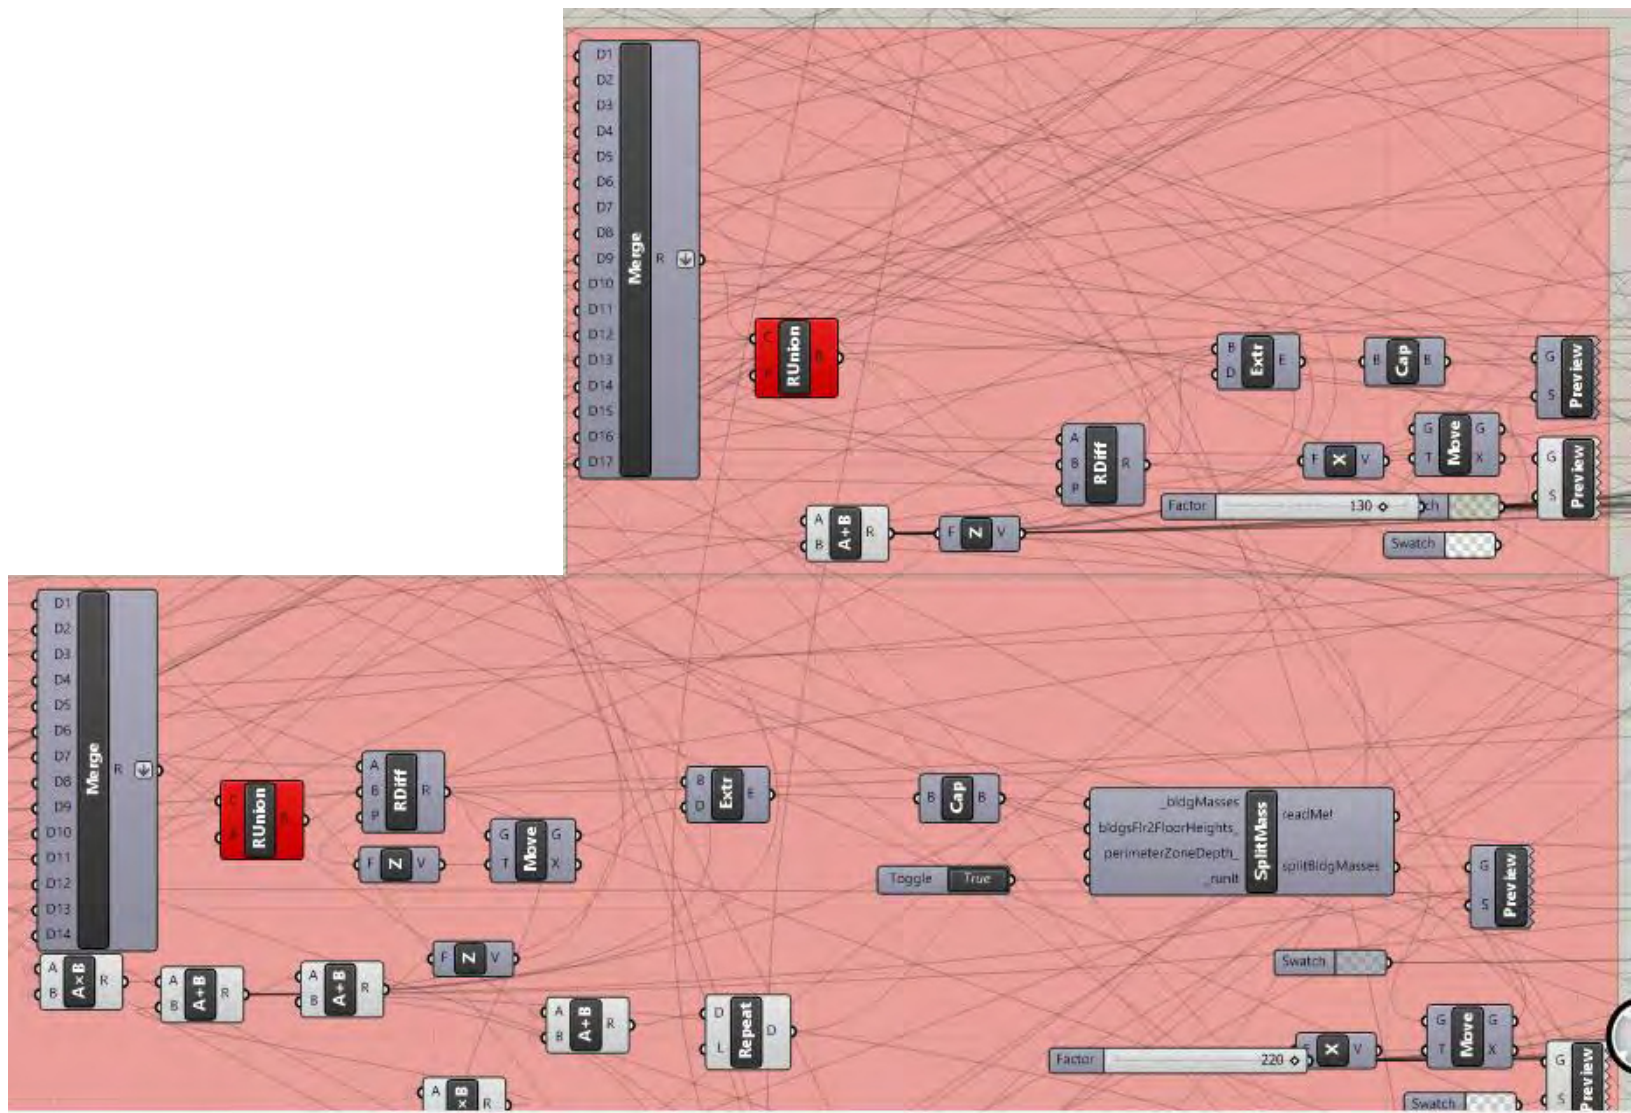 D1
D2
D3
D4
D5
D6
D7
D8
D9
D10
D11
D12
D13
D14
D15
D16
D17
Merge
R
C
P
RUnion
R
B
D
Extr
E
B
Cap
B
G
S
Preview
A
B
P
RDiff
R
F
X
V
G
T
Move
G
X
G
S
Preview
Factor
130
ch
A
B
A+B
R
F
Z
V
Swatch
D1
D2
D3
D4
D5
D6
D7
D8
D9
D10
D11
D12
D13
D14
Merge
R
C
P
RUnion
R
A
B
P
RDiff
R
F
Z
V
G
T
Move
G
X
B
D
Extr
E
B
Cap
B
Toggle
True
_bldgMasses
bldgsFlr2FloorHeights_
perimeterZoneDepth_
_runIt
SplitMass
readMe!
splitBldgMasses
G
S
Preview
A
B
A×B
R
A
B
A+B
R
A
B
A+B
R
F
Z
V
A
B
A+B
R
D
L
Repeat
D
Swatch
Factor
220
F
X
V
G
T
Move
G
X
G
S
Preview
A
×B
R
Swatch